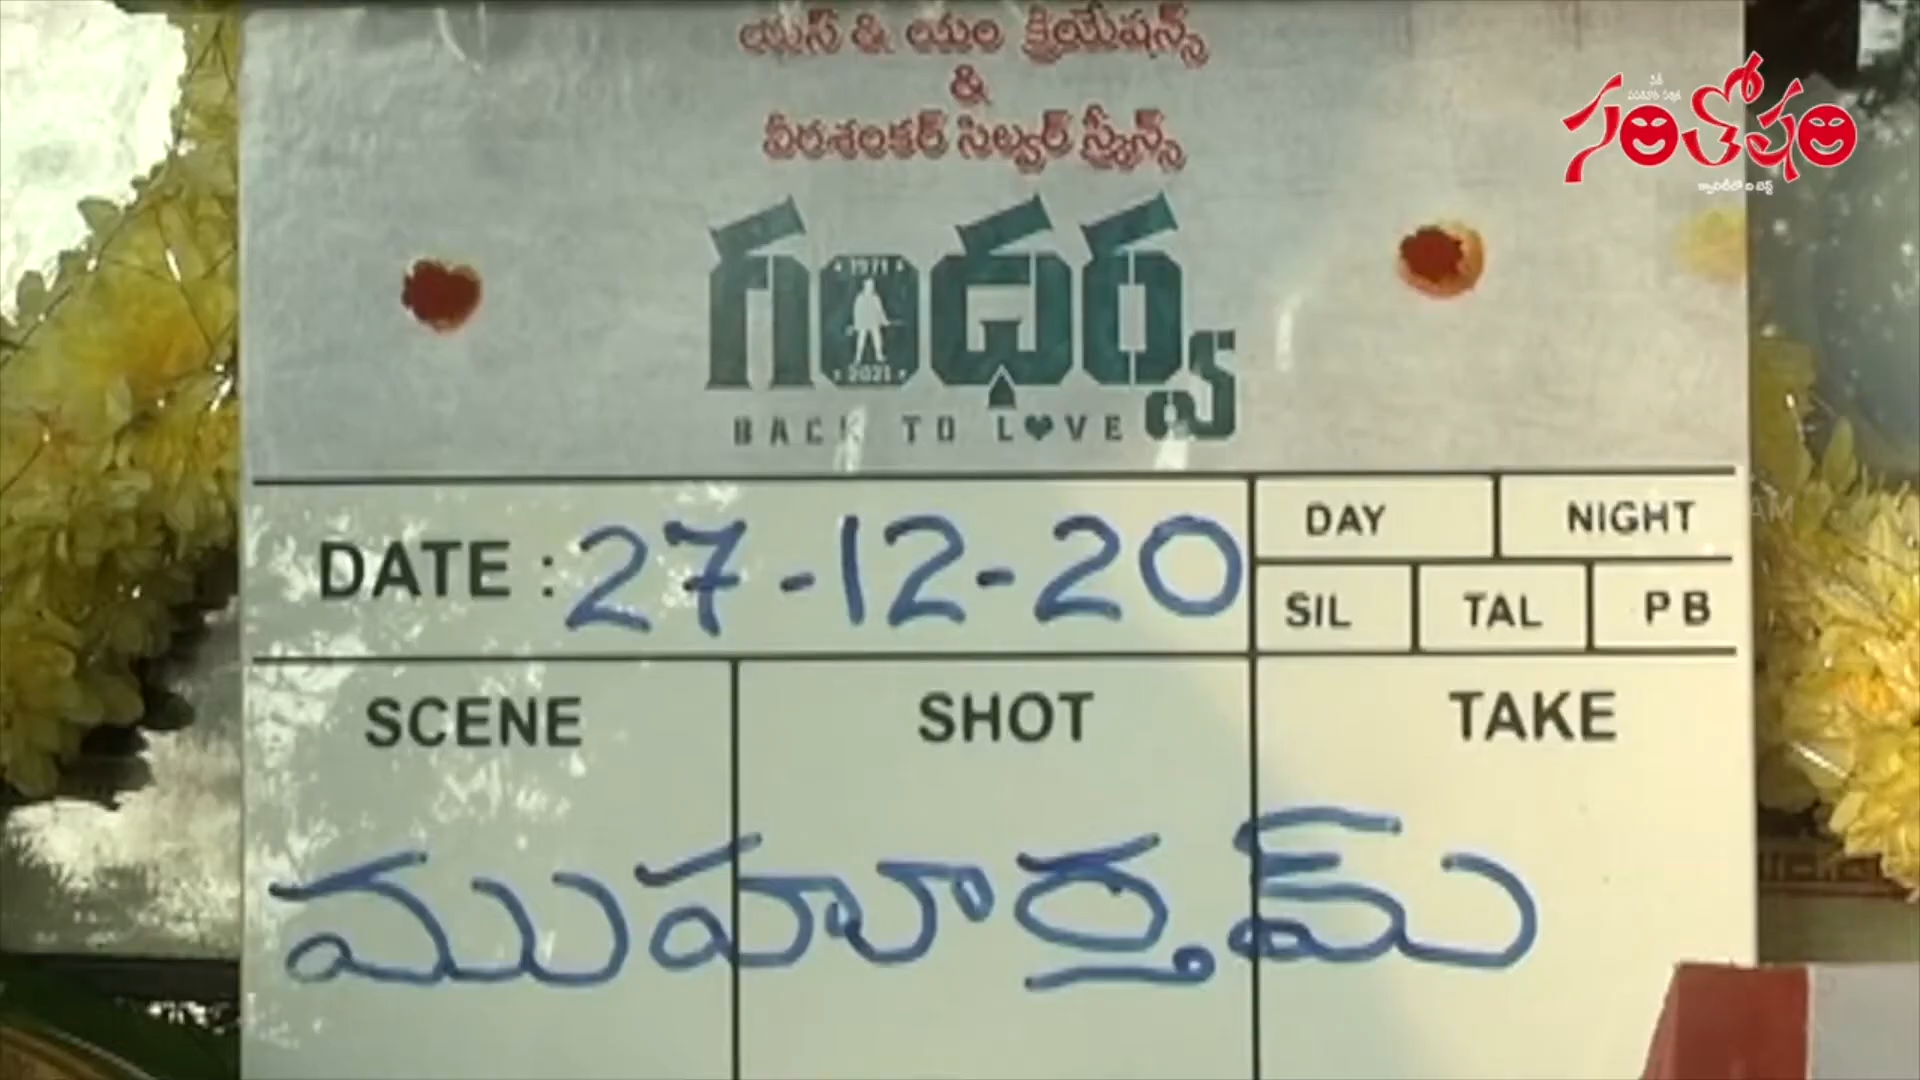 యస్ & యం క్రియేషన్స్
&
వీరశంకర్ సిల్వర్ స్క్రీన్స్
సంతోషం
క్వాలిటీలో ది బెస్ట్
గంధర్వ
1971
2021
BACK TO LOVE
DATE : 27-12-20
DAY NIGHT
SIL TAL PB
SCENE SHOT TAKE
ముహూర్తమ్